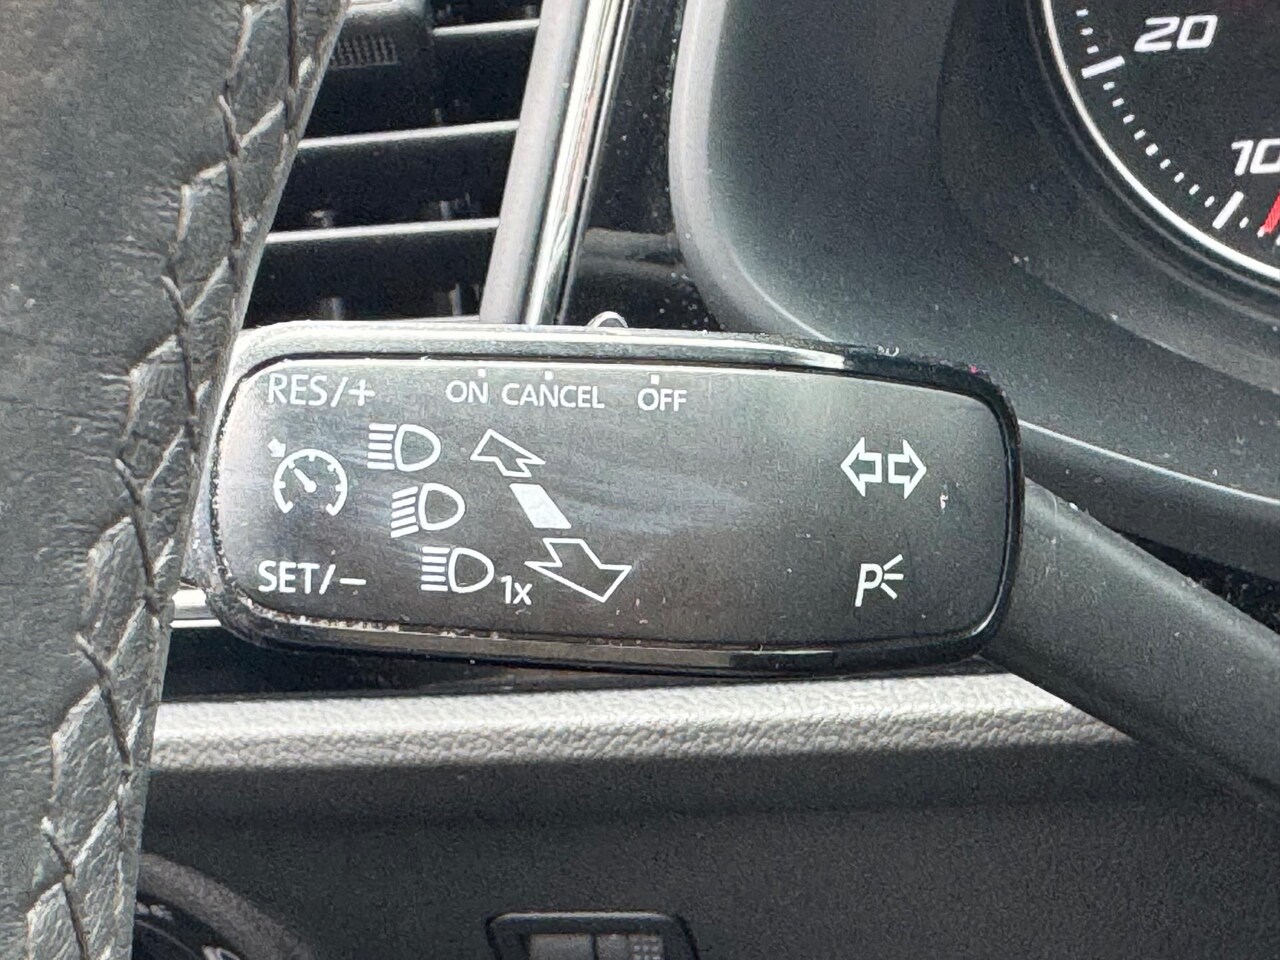 20
10
RES/+ ON CANCEL OFF
1x
SET/–
P